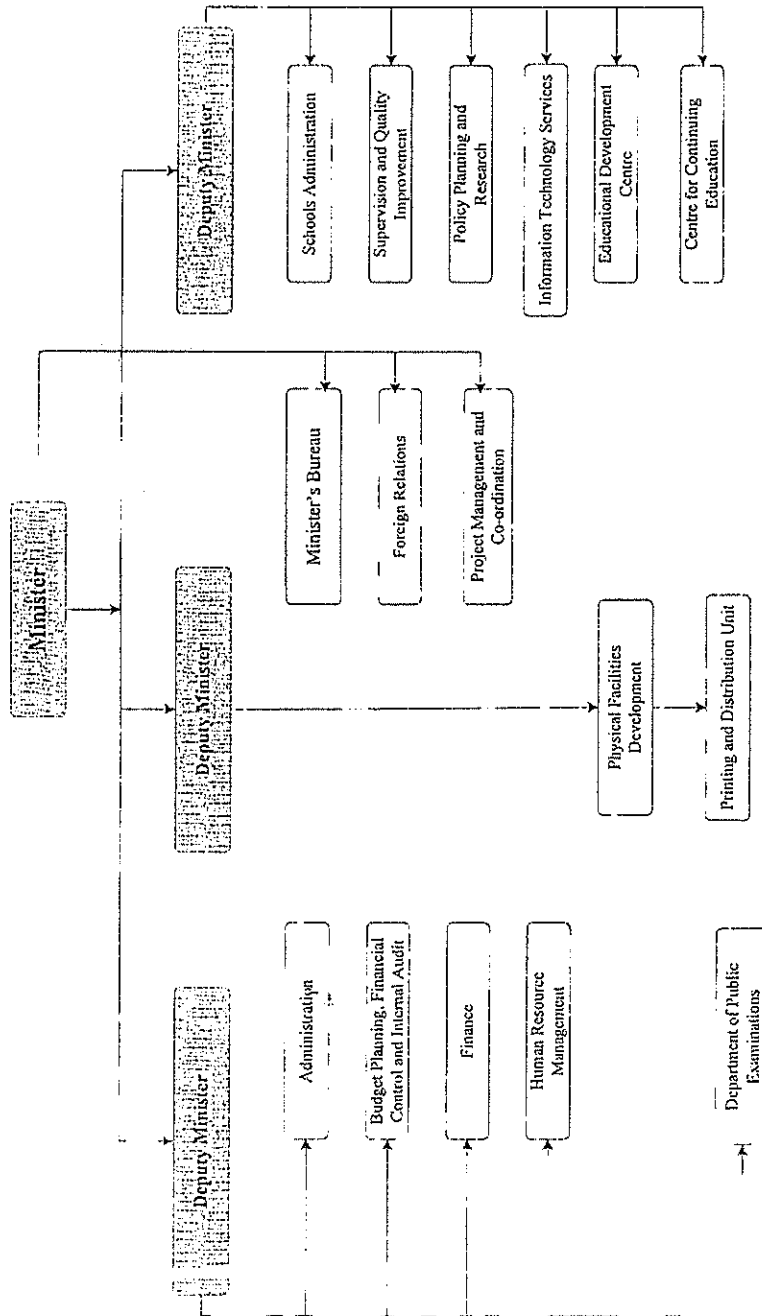 Minister
Deputy Minister
Deputy Minister
Deputy Minister
Administration
Budget Planning, Financial
Control and Internal Audit
Finance
Human Resource
Management
Department of Public
Examinations
Physical Facilities
Development
Printing and Distribution Unit
Minister's Bureau
Foreign Relations
Project Management and
Co-ordination
Schools Administration
Supervision and Quality
Improvement
Policy Planning and
Research
Information Technology Services
Educational Development
Centre
Centre for Continuing
Education